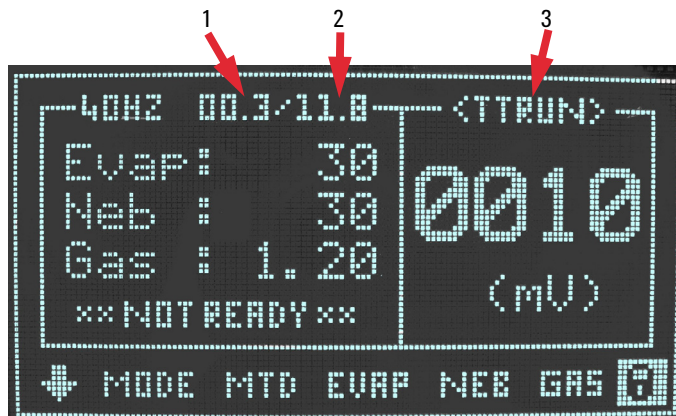 1 2 3
40HZ 00.3/11.8 <TTRUN>
Evap: 30
Neb : 30
Gas : 1.20
0010
(mV)
**NOT READY**
MODE MTD EVAP NEB GAS